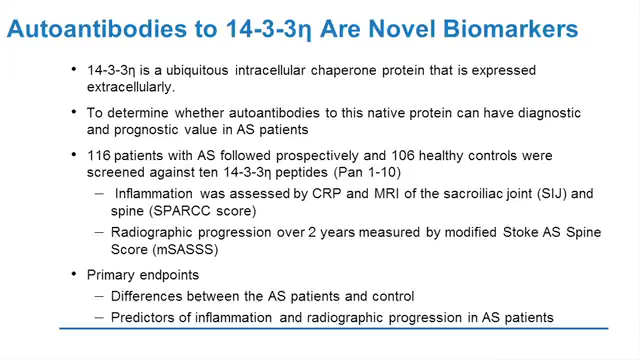 Autoantibodies to 14-3-3η Are Novel Biomarkers
• 14-3-3η is a ubiquitous intracellular chaperone protein that is expressed
extracellularly.
• To determine whether autoantibodies to this native protein can have diagnostic
and prognostic value in AS patients
• 116 patients with AS followed prospectively and 106 healthy controls were
screened against ten 14-3-3η peptides (Pan 1-10)
– Inflammation was assessed by CRP and MRI of the sacroiliac joint (SIJ) and
spine (SPARCC score)
– Radiographic progression over 2 years measured by modified Stoke AS Spine
Score (mSASSS)
• Primary endpoints
– Differences between the AS patients and control
– Predictors of inflammation and radiographic progression in AS patients